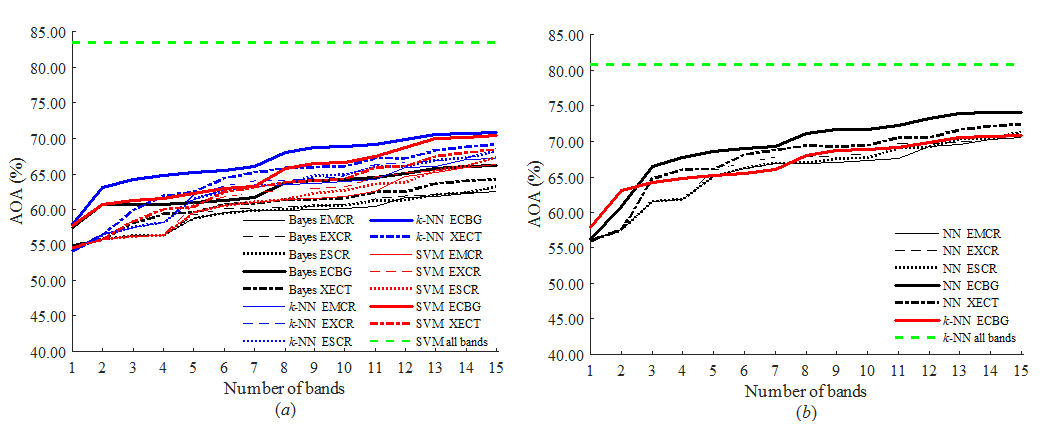 85.00
80.00
75.00
70.00
65.00
60.00
55.00
50.00
45.00
40.00
AOA (%)
Bayes EMCR
Bayes EXCR
Bayes ESCR
Bayes ECBG
Bayes XECT
k-NN EMCR
k-NN EXCR
k-NN ESCR
k-NN ECBG
k-NN XECT
SVM EMCR
SVM EXCR
SVM ESCR
SVM ECBG
SVM XECT
SVM all bands
1 2 3 4 5 6 7 8 9 10 11 12 13 14 15
Number of bands
(a)
85.00
80.00
75.00
70.00
65.00
60.00
55.00
50.00
45.00
40.00
AOA (%)
NN EMCR
NN EXCR
NN ESCR
NN ECBG
NN XECT
k-NN ECBG
k-NN all bands
1 2 3 4 5 6 7 8 9 10 11 12 13 14 15
Number of bands
(b)